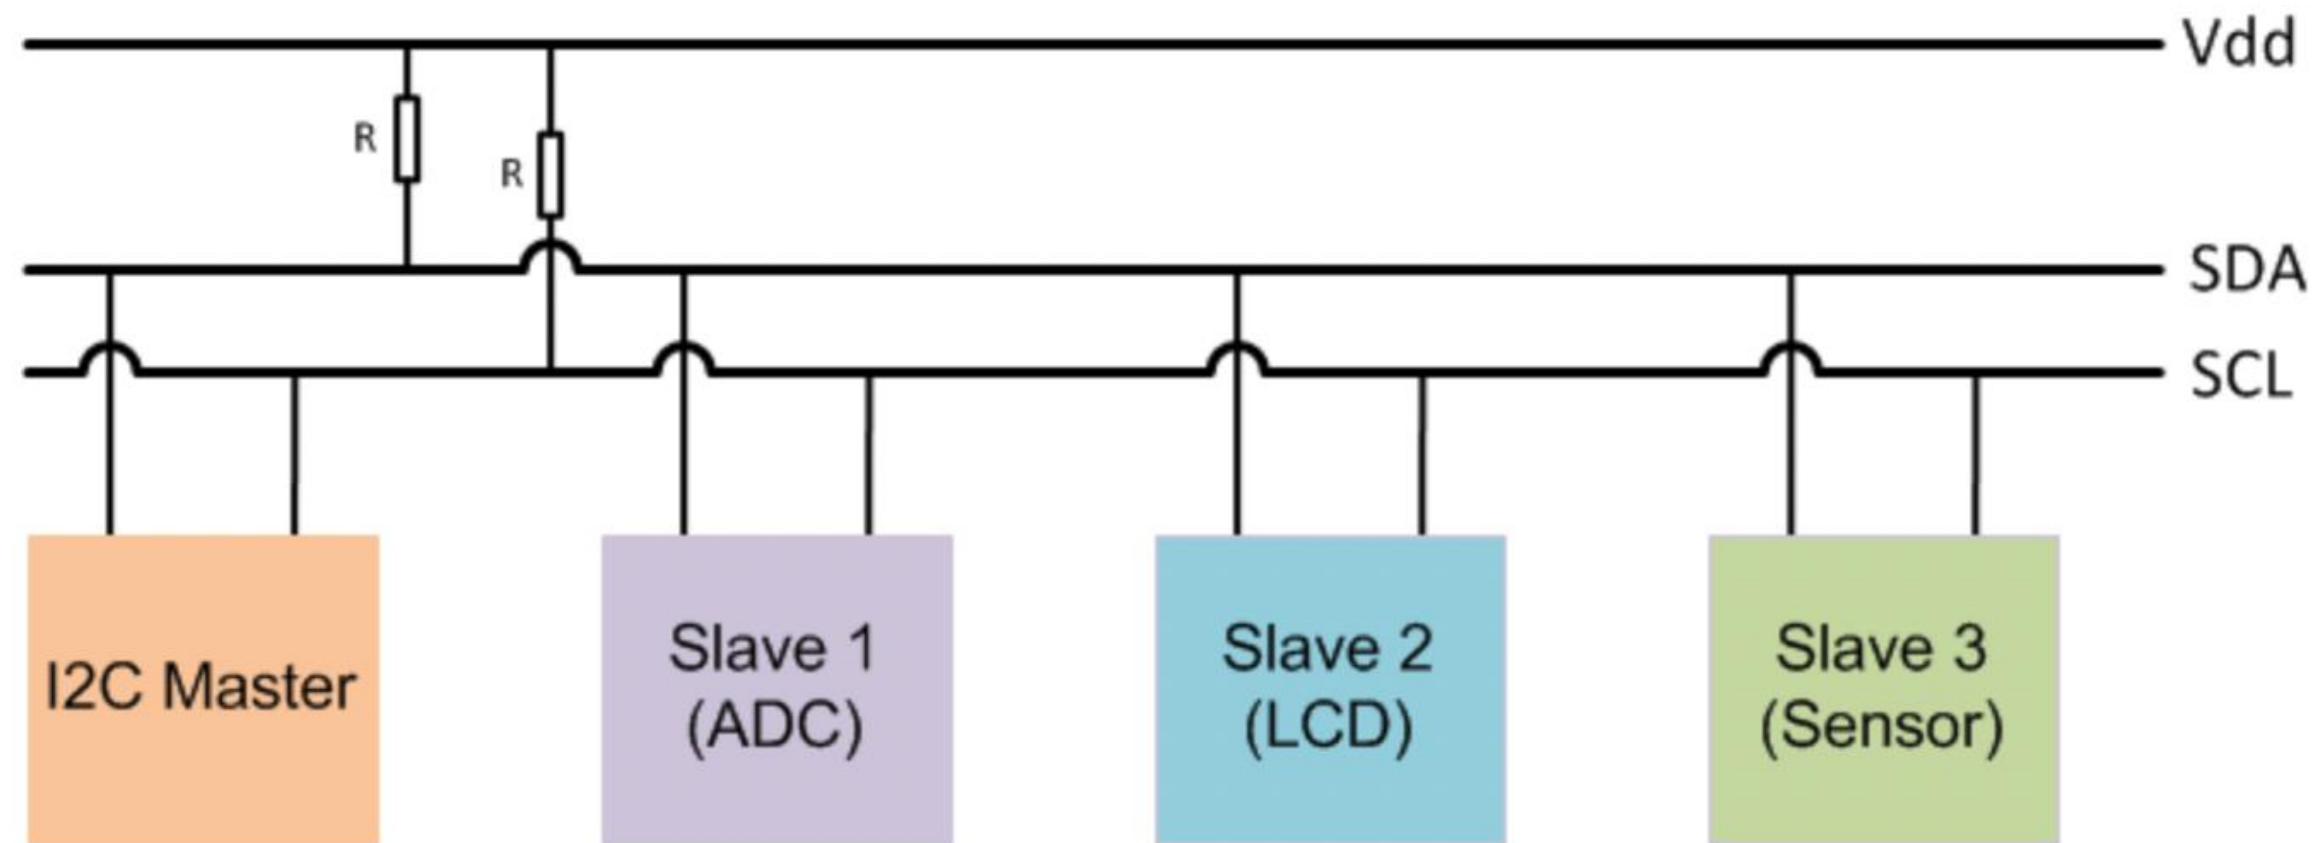 Vdd
R
R
SDA
SCL
I2C Master
Slave 1
(ADC)
Slave 2
(LCD)
Slave 3
(Sensor)